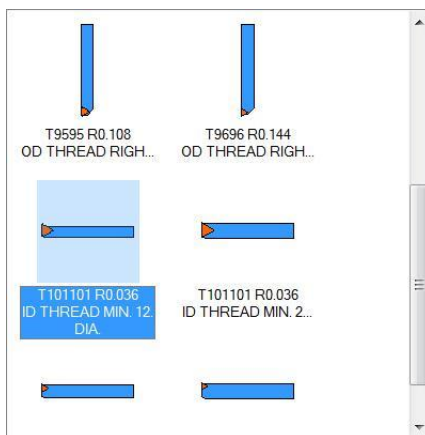 T9595 R0.108
OD THREAD RIGH...
T9696 R0.144
OD THREAD RIGH...
T101101 R0.036
ID THREAD MIN. 12.
DIA.
T101101 R0.036
ID THREAD MIN. 2...